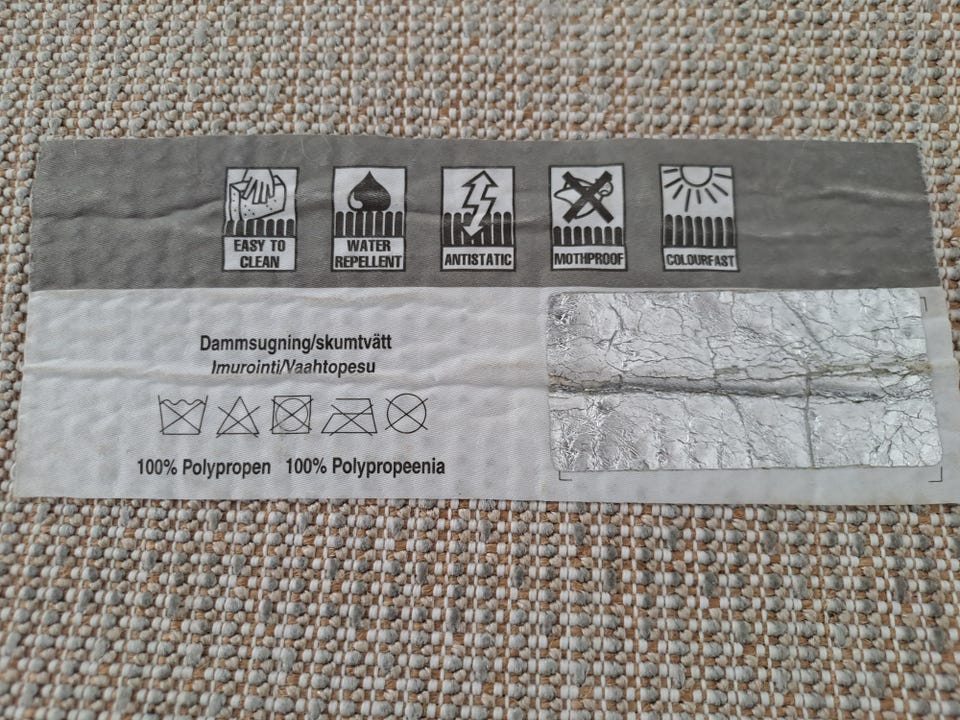 EASY TO CLEAN
WATER REPELLENT
ANTISTATIC
MOTHPROOF
COLOURFAST
Dammsugning/skumtvätt
Imurointi/Vaahtopesu
100% Polypropen 100% Polypropeenia